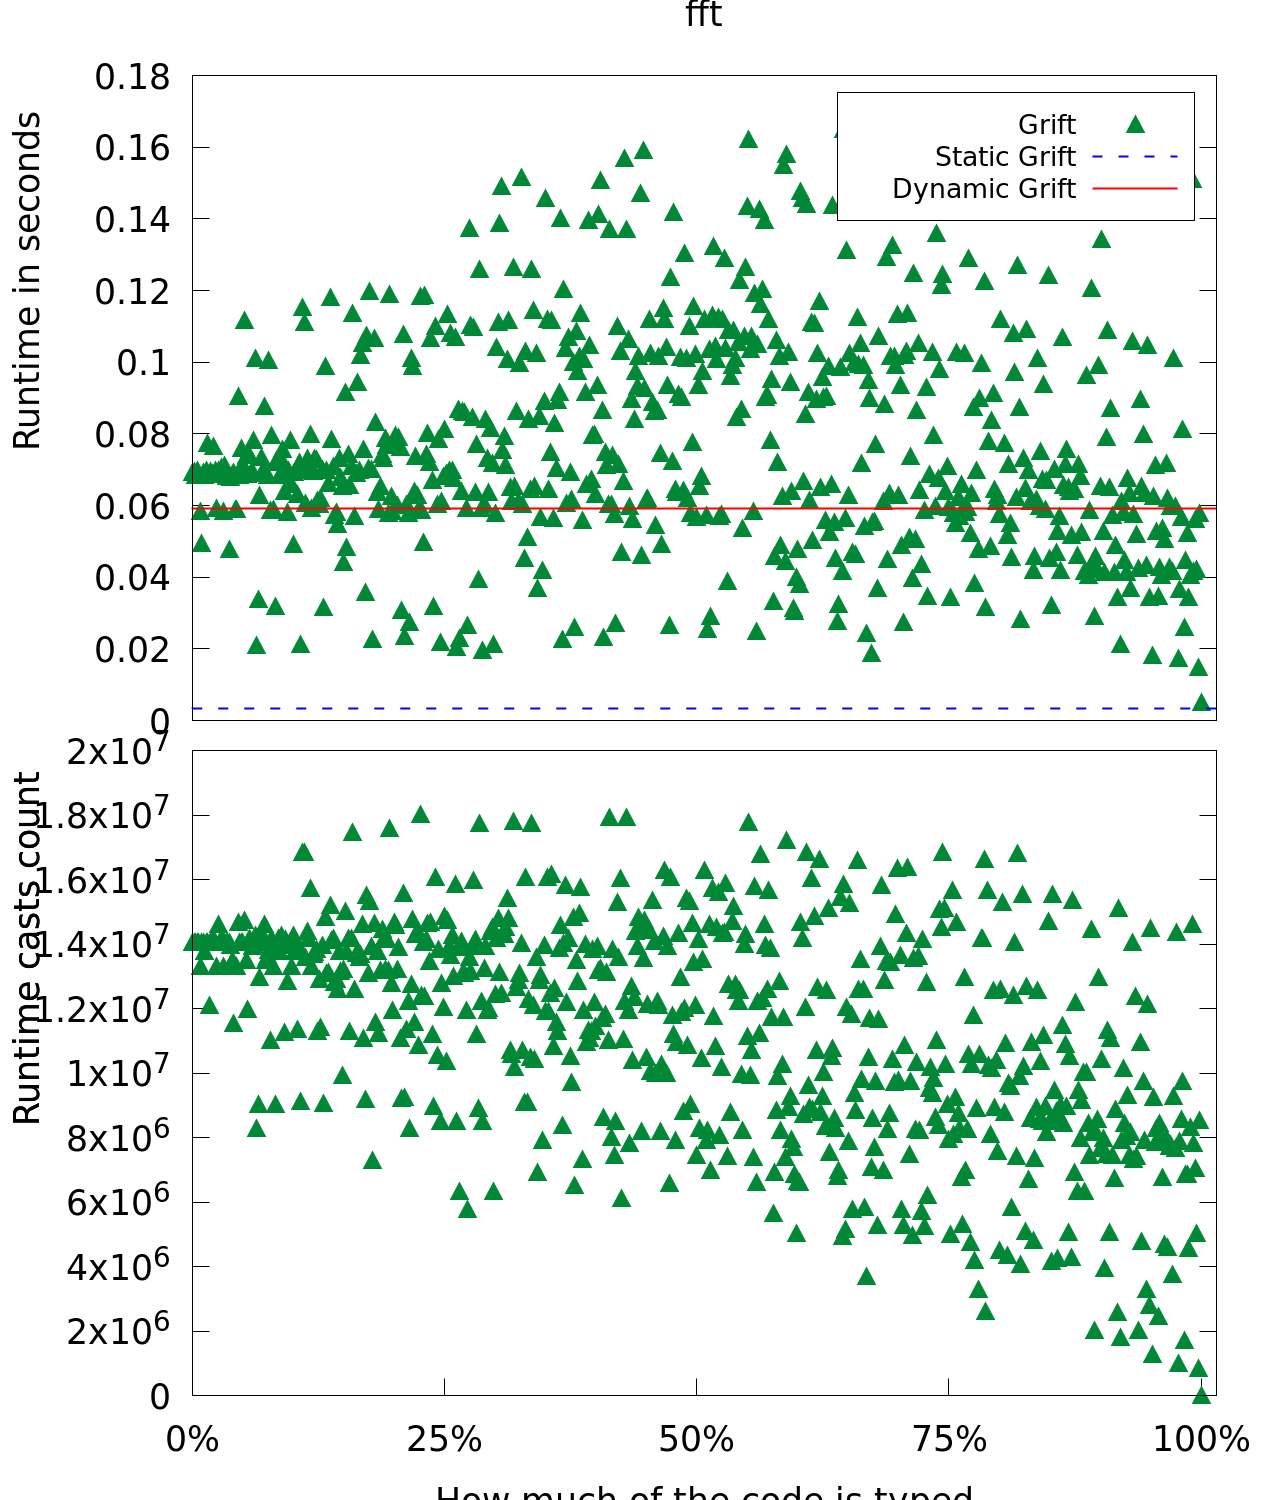 fft
Runtime in seconds
0.18
0.16
0.14
0.12
0.1
0.08
0.06
0.04
0.02
0
Grift
Static Grift
Dynamic Grift
Runtime casts count
2x10⁷
1.8x10⁷
1.6x10⁷
1.4x10⁷
1.2x10⁷
1x10⁷
8x10⁶
6x10⁶
4x10⁶
2x10⁶
0
0% 25% 50% 75% 100%
How much of the code is typed